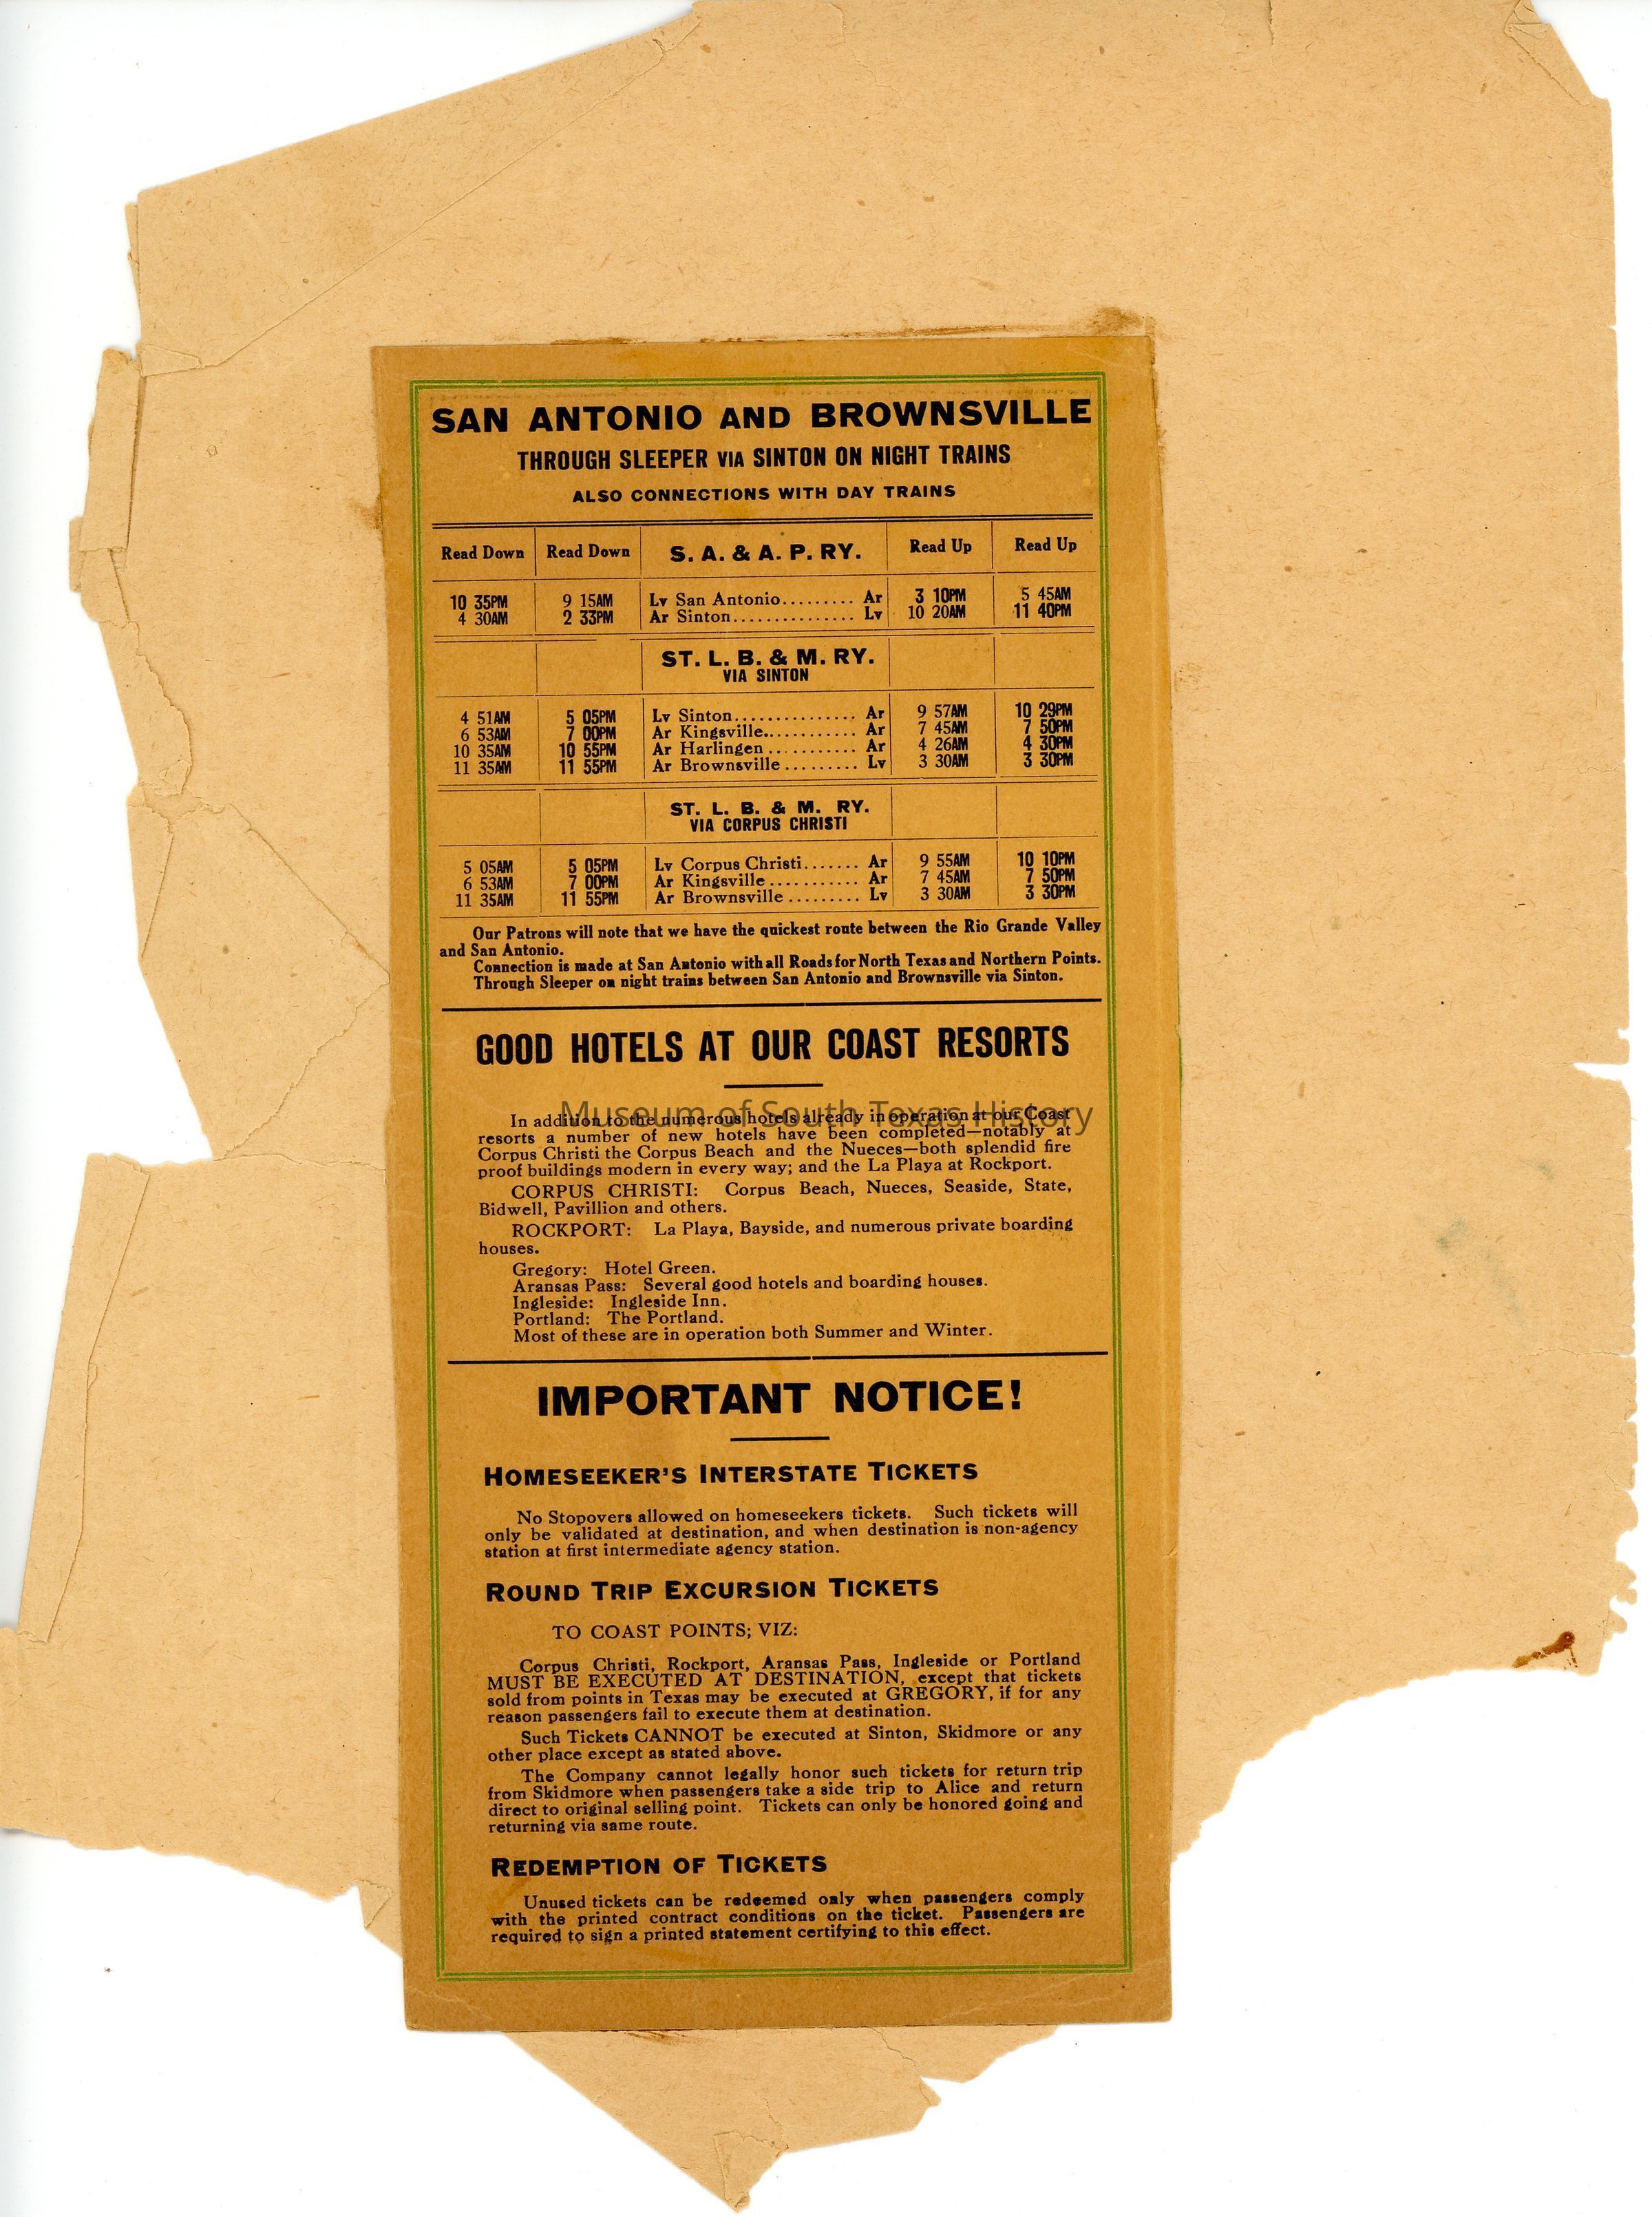 SAN ANTONIO AND BROWNSVILLE
THROUGH SLEEPER VIA SINTON ON NIGHT TRAINS
ALSO CONNECTIONS WITH DAY TRAINS
Read Down Read Down S. A. & A. P. RY. Read Up Read Up
10 35PM 9 15AM Lv San Antonio......... Ar 3 10PM 5 45AM
4 30AM 2 33PM Ar Sinton............... Lv 10 20AM 11 40PM
ST. L. B. & M. RY.
VIA SINTON
4 51AM 5 05PM Lv Sinton............... Ar 9 57AM 10 29PM
6 53AM 7 00PM Ar Kingsville............ Ar 7 45AM 7 50PM
10 35AM 10 55PM Ar Harlingen ........... Ar 4 26AM 4 30PM
11 35AM 11 55PM Ar Brownsville ......... Lv 3 30AM 3 30PM
ST. L. B. & M. RY.
VIA CORPUS CHRISTI
5 05AM 5 05PM Lv Corpus Christi....... Ar 9 55AM 10 10PM
6 53AM 7 00PM Ar Kingsville ........... Ar 7 45AM 7 50PM
11 35AM 11 55PM Ar Brownsville ......... Lv 3 30AM 3 30PM
Our Patrons will note that we have the quickest route between the Rio Grande Valley
and San Antonio.
Connection is made at San Antonio with all Roads for North Texas and Northern Points.
Through Sleeper on night trains between San Antonio and Brownsville via Sinton.
GOOD HOTELS AT OUR COAST RESORTS
Museum of South Texas History
In addition to the numerous hotels already in operation at our Coast
resorts a number of new hotels have been completed—notably at
Corpus Christi the Corpus Beach and the Nueces—both splendid fire
proof buildings modern in every way; and the La Playa at Rockport.
CORPUS CHRISTI: Corpus Beach, Nueces, Seaside, State,
Bidwell, Pavillion and others.
ROCKPORT: La Playa, Bayside, and numerous private boarding
houses.
Gregory: Hotel Green.
Aransas Pass: Several good hotels and boarding houses.
Ingleside: Ingleside Inn.
Portland: The Portland.
Most of these are in operation both Summer and Winter.
IMPORTANT NOTICE!
HOMESEEKER'S INTERSTATE TICKETS
No Stopovers allowed on homeseekers tickets. Such tickets will
only be validated at destination, and when destination is non-agency
station at first intermediate agency station.
ROUND TRIP EXCURSION TICKETS
TO COAST POINTS; VIZ:
Corpus Christi, Rockport, Aransas Pass, Ingleside or Portland
MUST BE EXECUTED AT DESTINATION, except that tickets
sold from points in Texas may be executed at GREGORY, if for any
reason passengers fail to execute them at destination.
Such Tickets CANNOT be executed at Sinton, Skidmore or any
other place except as stated above.
The Company cannot legally honor such tickets for return trip
from Skidmore when passengers take a side trip to Alice and return
direct to original selling point. Tickets can only be honored going and
returning via same route.
REDEMPTION OF TICKETS
Unused tickets can be redeemed only when passengers comply
with the printed contract conditions on the ticket. Passengers are
required to sign a printed statement certifying to this effect.